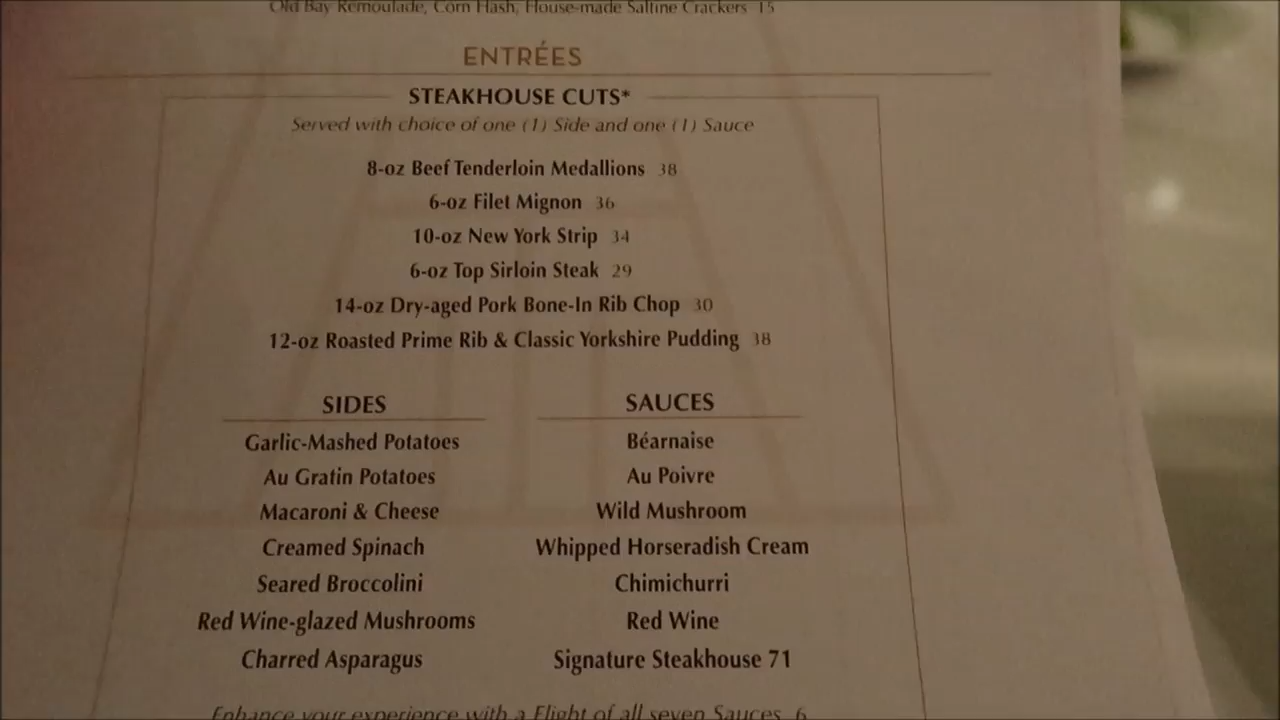 Old Bay Remoulade, Corn Hash, House-made Saltine Crackers 15
ENTRÉES
STEAKHOUSE CUTS*
Served with choice of one (1) Side and one (1) Sauce
8-oz Beef Tenderloin Medallions 38
6-oz Filet Mignon 36
10-oz New York Strip 34
6-oz Top Sirloin Steak 29
14-oz Dry-aged Pork Bone-In Rib Chop 30
12-oz Roasted Prime Rib & Classic Yorkshire Pudding 38
SIDES
Garlic-Mashed Potatoes
Au Gratin Potatoes
Macaroni & Cheese
Creamed Spinach
Seared Broccolini
Red Wine-glazed Mushrooms
Charred Asparagus
SAUCES
Béarnaise
Au Poivre
Wild Mushroom
Whipped Horseradish Cream
Chimichurri
Red Wine
Signature Steakhouse 71
Enhance your experience with a Flight of all seven Sauces 6